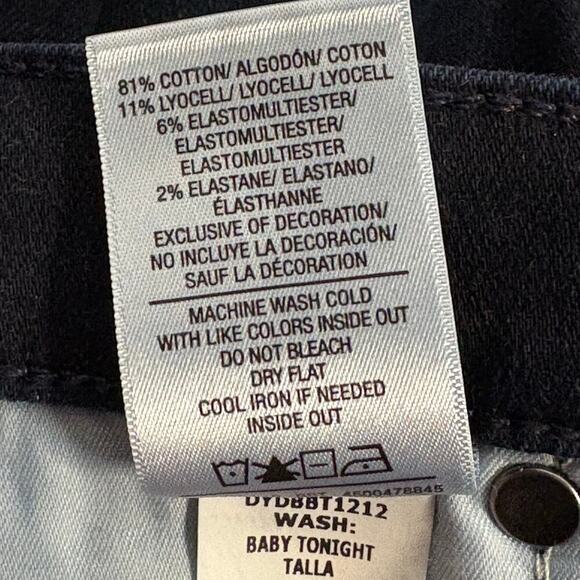 81% COTTON/ ALGODÓN/ COTON
11% LYOCELL/ LYOCELL/ LYOCELL
6% ELASTOMULTIESTER/
ELASTOMULTIESTER/
ELASTOMULTIESTER
2% ELASTANE/ ELASTANO/
ÉLASTHANNE
EXCLUSIVE OF DECORATION/
NO INCLUYE LA DECORACIÓN/
SAUF LA DÉCORATION
MACHINE WASH COLD
WITH LIKE COLORS INSIDE OUT
DO NOT BLEACH
DRY FLAT
COOL IRON IF NEEDED
INSIDE OUT
4500478845
DYDBBT1212
WASH:
BABY TONIGHT
TALLA